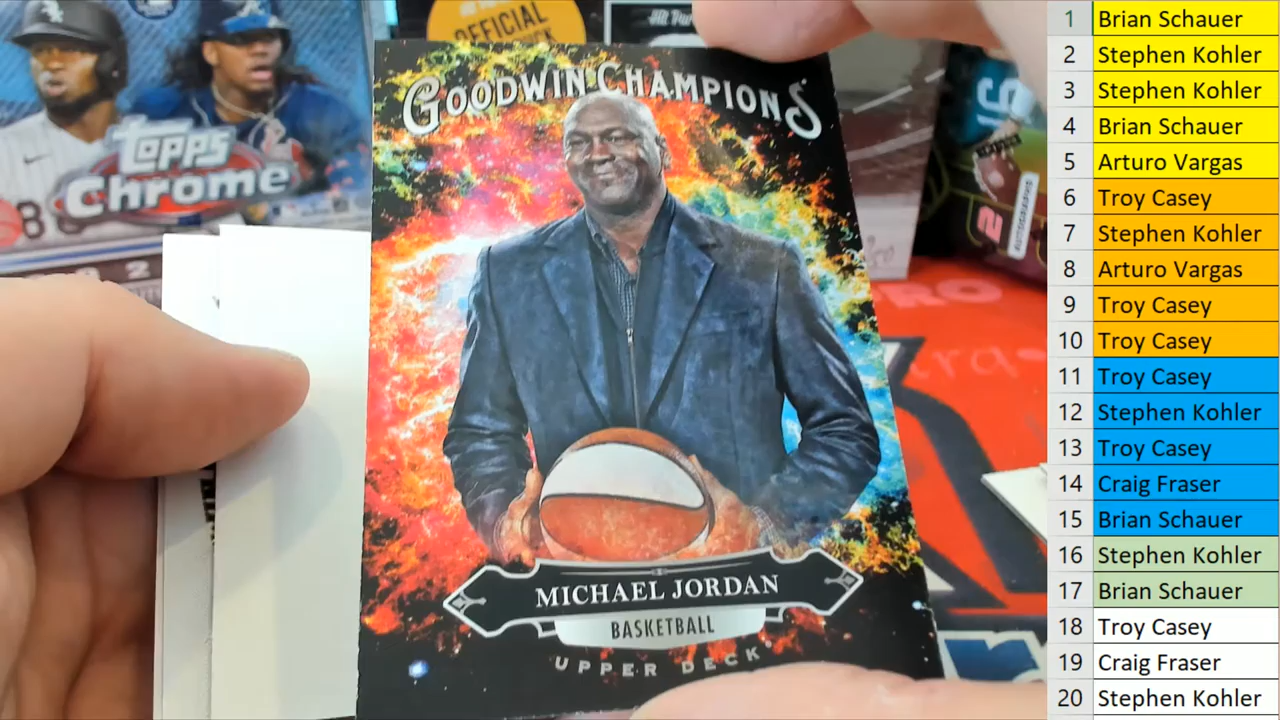 OFFICIAL
Topps
Chrome
GOODWIN CHAMPIONS
MICHAEL JORDAN
BASKETBALL
UPPER DECK
1 Brian Schauer
2 Stephen Kohler
3 Stephen Kohler
4 Brian Schauer
5 Arturo Vargas
6 Troy Casey
7 Stephen Kohler
8 Arturo Vargas
9 Troy Casey
10 Troy Casey
11 Troy Casey
12 Stephen Kohler
13 Troy Casey
14 Craig Fraser
15 Brian Schauer
16 Stephen Kohler
17 Brian Schauer
18 Troy Casey
19 Craig Fraser
20 Stephen Kohler